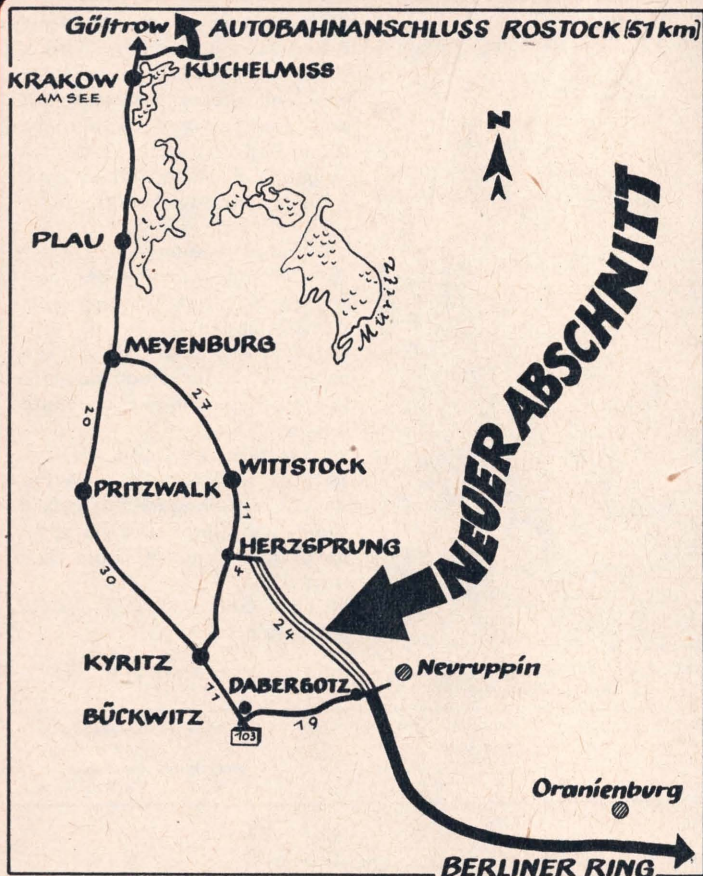 Güstrow AUTOBAHNANSCHLUSS ROSTOCK (51 km)
KUCHELMISS
KRAKOW
AM SEE
N
PLAU
Müritz
MEYENBURG
NEUER ABSCHNITT
20
27
WITTSTOCK
PRITZWALK
11
HERZSPRUNG
4
30
24
KYRITZ
Neuruppin
11
DABERGOTZ
BÜCKWITZ
19
103
Oranienburg
BERLINER RING